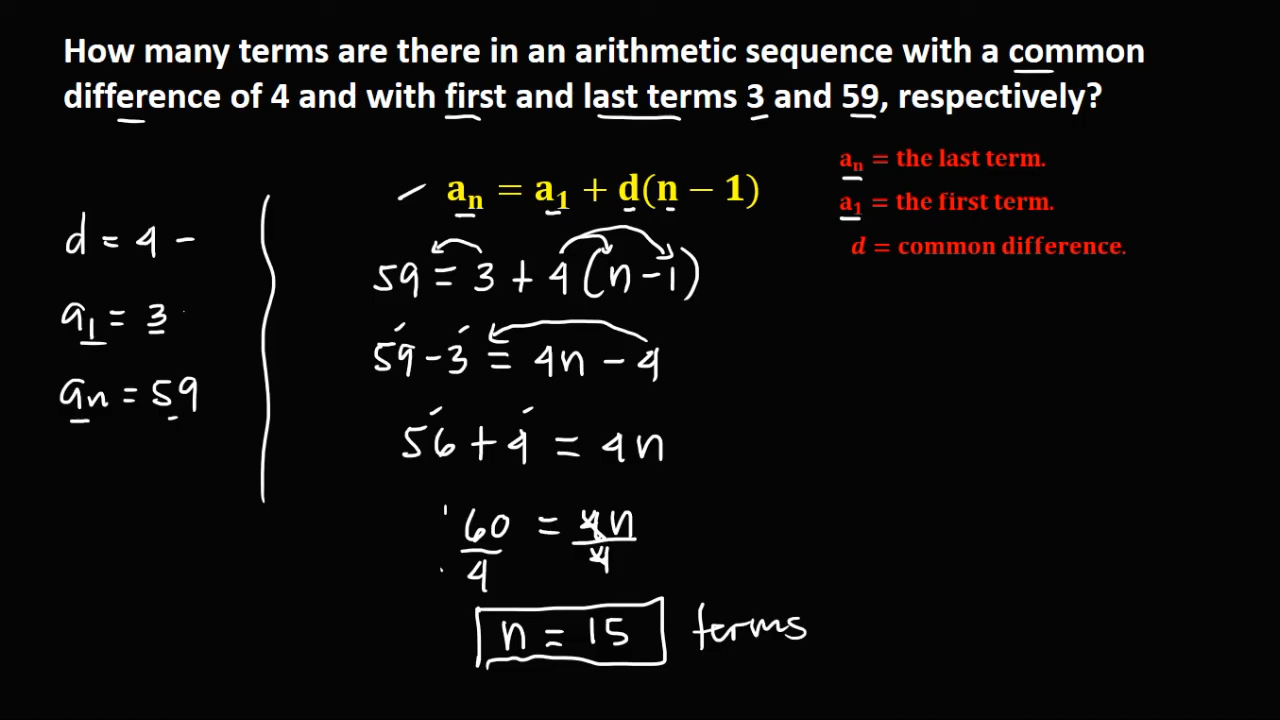 How many terms are there in an arithmetic sequence with a common
difference of 4 and with first and last terms 3 and 59, respectively?
aₙ = the last term.
a₁ = the first term.
d = common difference.
aₙ = a₁ + d(n − 1)
d = 4 -
a₁ = 3
aₙ = 59
59 = 3 + 4(n - 1)
59 - 3 = 4n - 4
56 + 4 = 4n
60/4 = 4n/4
n = 15 terms